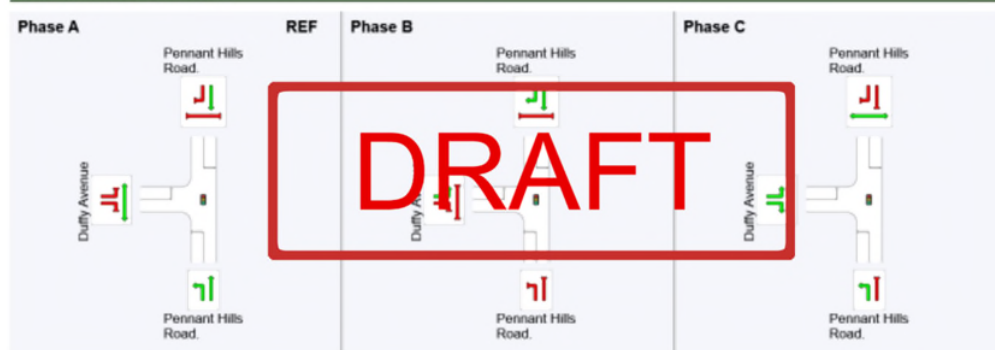 Phase A
REF
Phase B
Phase C
Pennant Hills
Road.
Pennant Hills
Road.
Pennant Hills
Road.
DRAFT
Duffy Avenue
Duffy A
Duffy Avenue
Pennant Hills
Road.
Pennant Hills
Road.
Pennant Hills
Road.